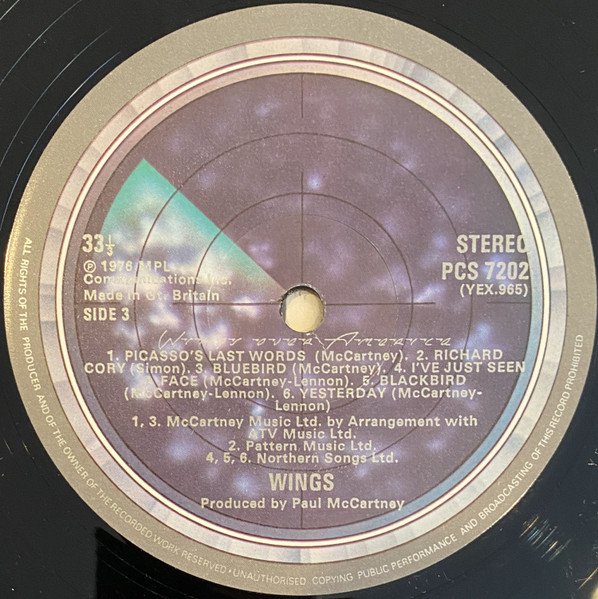 33⅓
℗ 1976 MPL
Communications Inc.
Made in Gt. Britain
SIDE 3
STEREO
PCS 7202
(YEX.965)
Wings over America
1. PICASSO'S LAST WORDS (McCartney). 2. RICHARD
CORY (Simon). 3. BLUEBIRD (McCartney). 4. I'VE JUST SEEN
A FACE (McCartney-Lennon). 5. BLACKBIRD
(McCartney-Lennon). 6. YESTERDAY (McCartney-
Lennon)
1, 3. McCartney Music Ltd. by Arrangement with
ATV Music Ltd.
2. Pattern Music Ltd.
4, 5, 6. Northern Songs Ltd.
WINGS
Produced by Paul McCartney
ALL RIGHTS OF THE PRODUCER AND OF THE OWNER OF THE RECORDED WORK RESERVED · UNAUTHORISED COPYING PUBLIC PERFORMANCE AND BROADCASTING OF THIS RECORD PROHIBITED